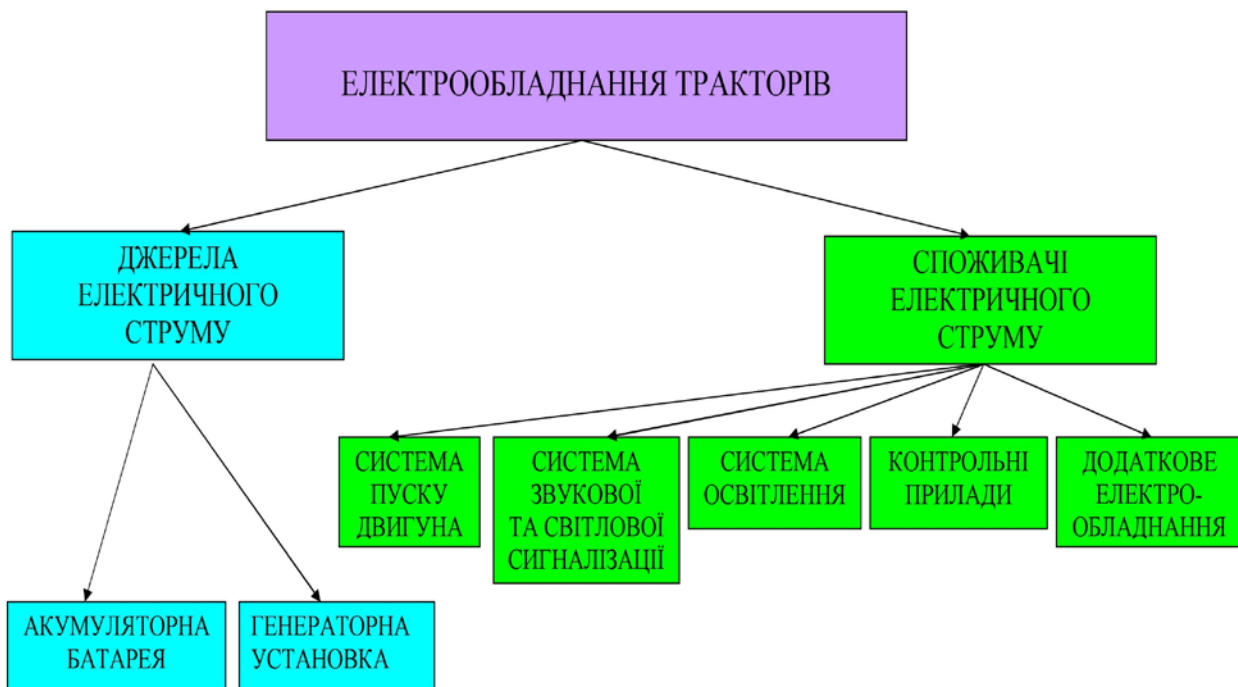 ЕЛЕКТРООБЛАДНАННЯ ТРАКТОРІВ
ДЖЕРЕЛА
ЕЛЕКТРИЧНОГО
СТРУМУ
СПОЖИВАЧІ
ЕЛЕКТРИЧНОГО
СТРУМУ
СИСТЕМА
ПУСКУ
ДВИГУНА
СИСТЕМА
ЗВУКОВОЇ
ТА СВІТЛОВОЇ
СИГНАЛІЗАЦІЇ
СИСТЕМА
ОСВІТЛЕННЯ
КОНТРОЛЬНІ
ПРИЛАДИ
ДОДАТКОВЕ
ЕЛЕКТРО-
ОБЛАДНАННЯ
АКУМУЛЯТОРНА
БАТАРЕЯ
ГЕНЕРАТОРНА
УСТАНОВКА